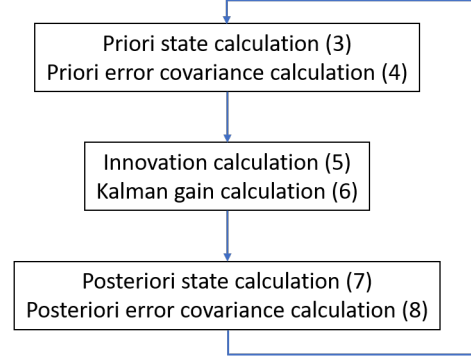 Priori state calculation (3)
Priori error covariance calculation (4)
Innovation calculation (5)
Kalman gain calculation (6)
Posteriori state calculation (7)
Posteriori error covariance calculation (8)